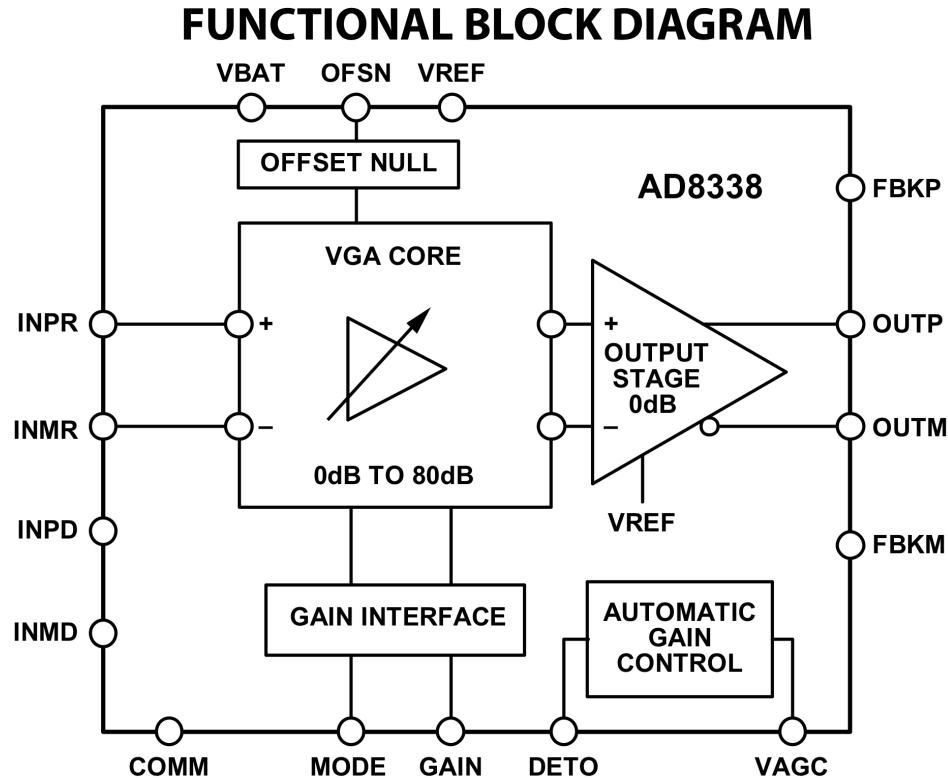 FUNCTIONAL BLOCK DIAGRAM
VBAT OFSN VREF
OFFSET NULL
AD8338
FBKP
VGA CORE
INPR
+
+
OUTP
OUTPUT
STAGE
0dB
INMR
–
–
OUTM
0dB TO 80dB
VREF
INPD
FBKM
GAIN INTERFACE
AUTOMATIC
GAIN
CONTROL
INMD
COMM MODE GAIN DETO VAGC